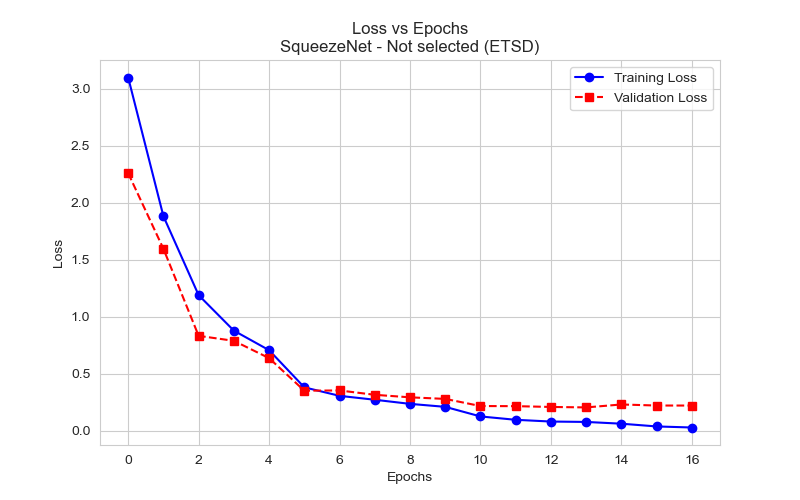 Loss vs Epochs
SqueezeNet - Not selected (ETSD)
Training Loss
Validation Loss
3.0
2.5
2.0
1.5
1.0
0.5
0.0
Loss
0 2 4 6 8 10 12 14 16
Epochs